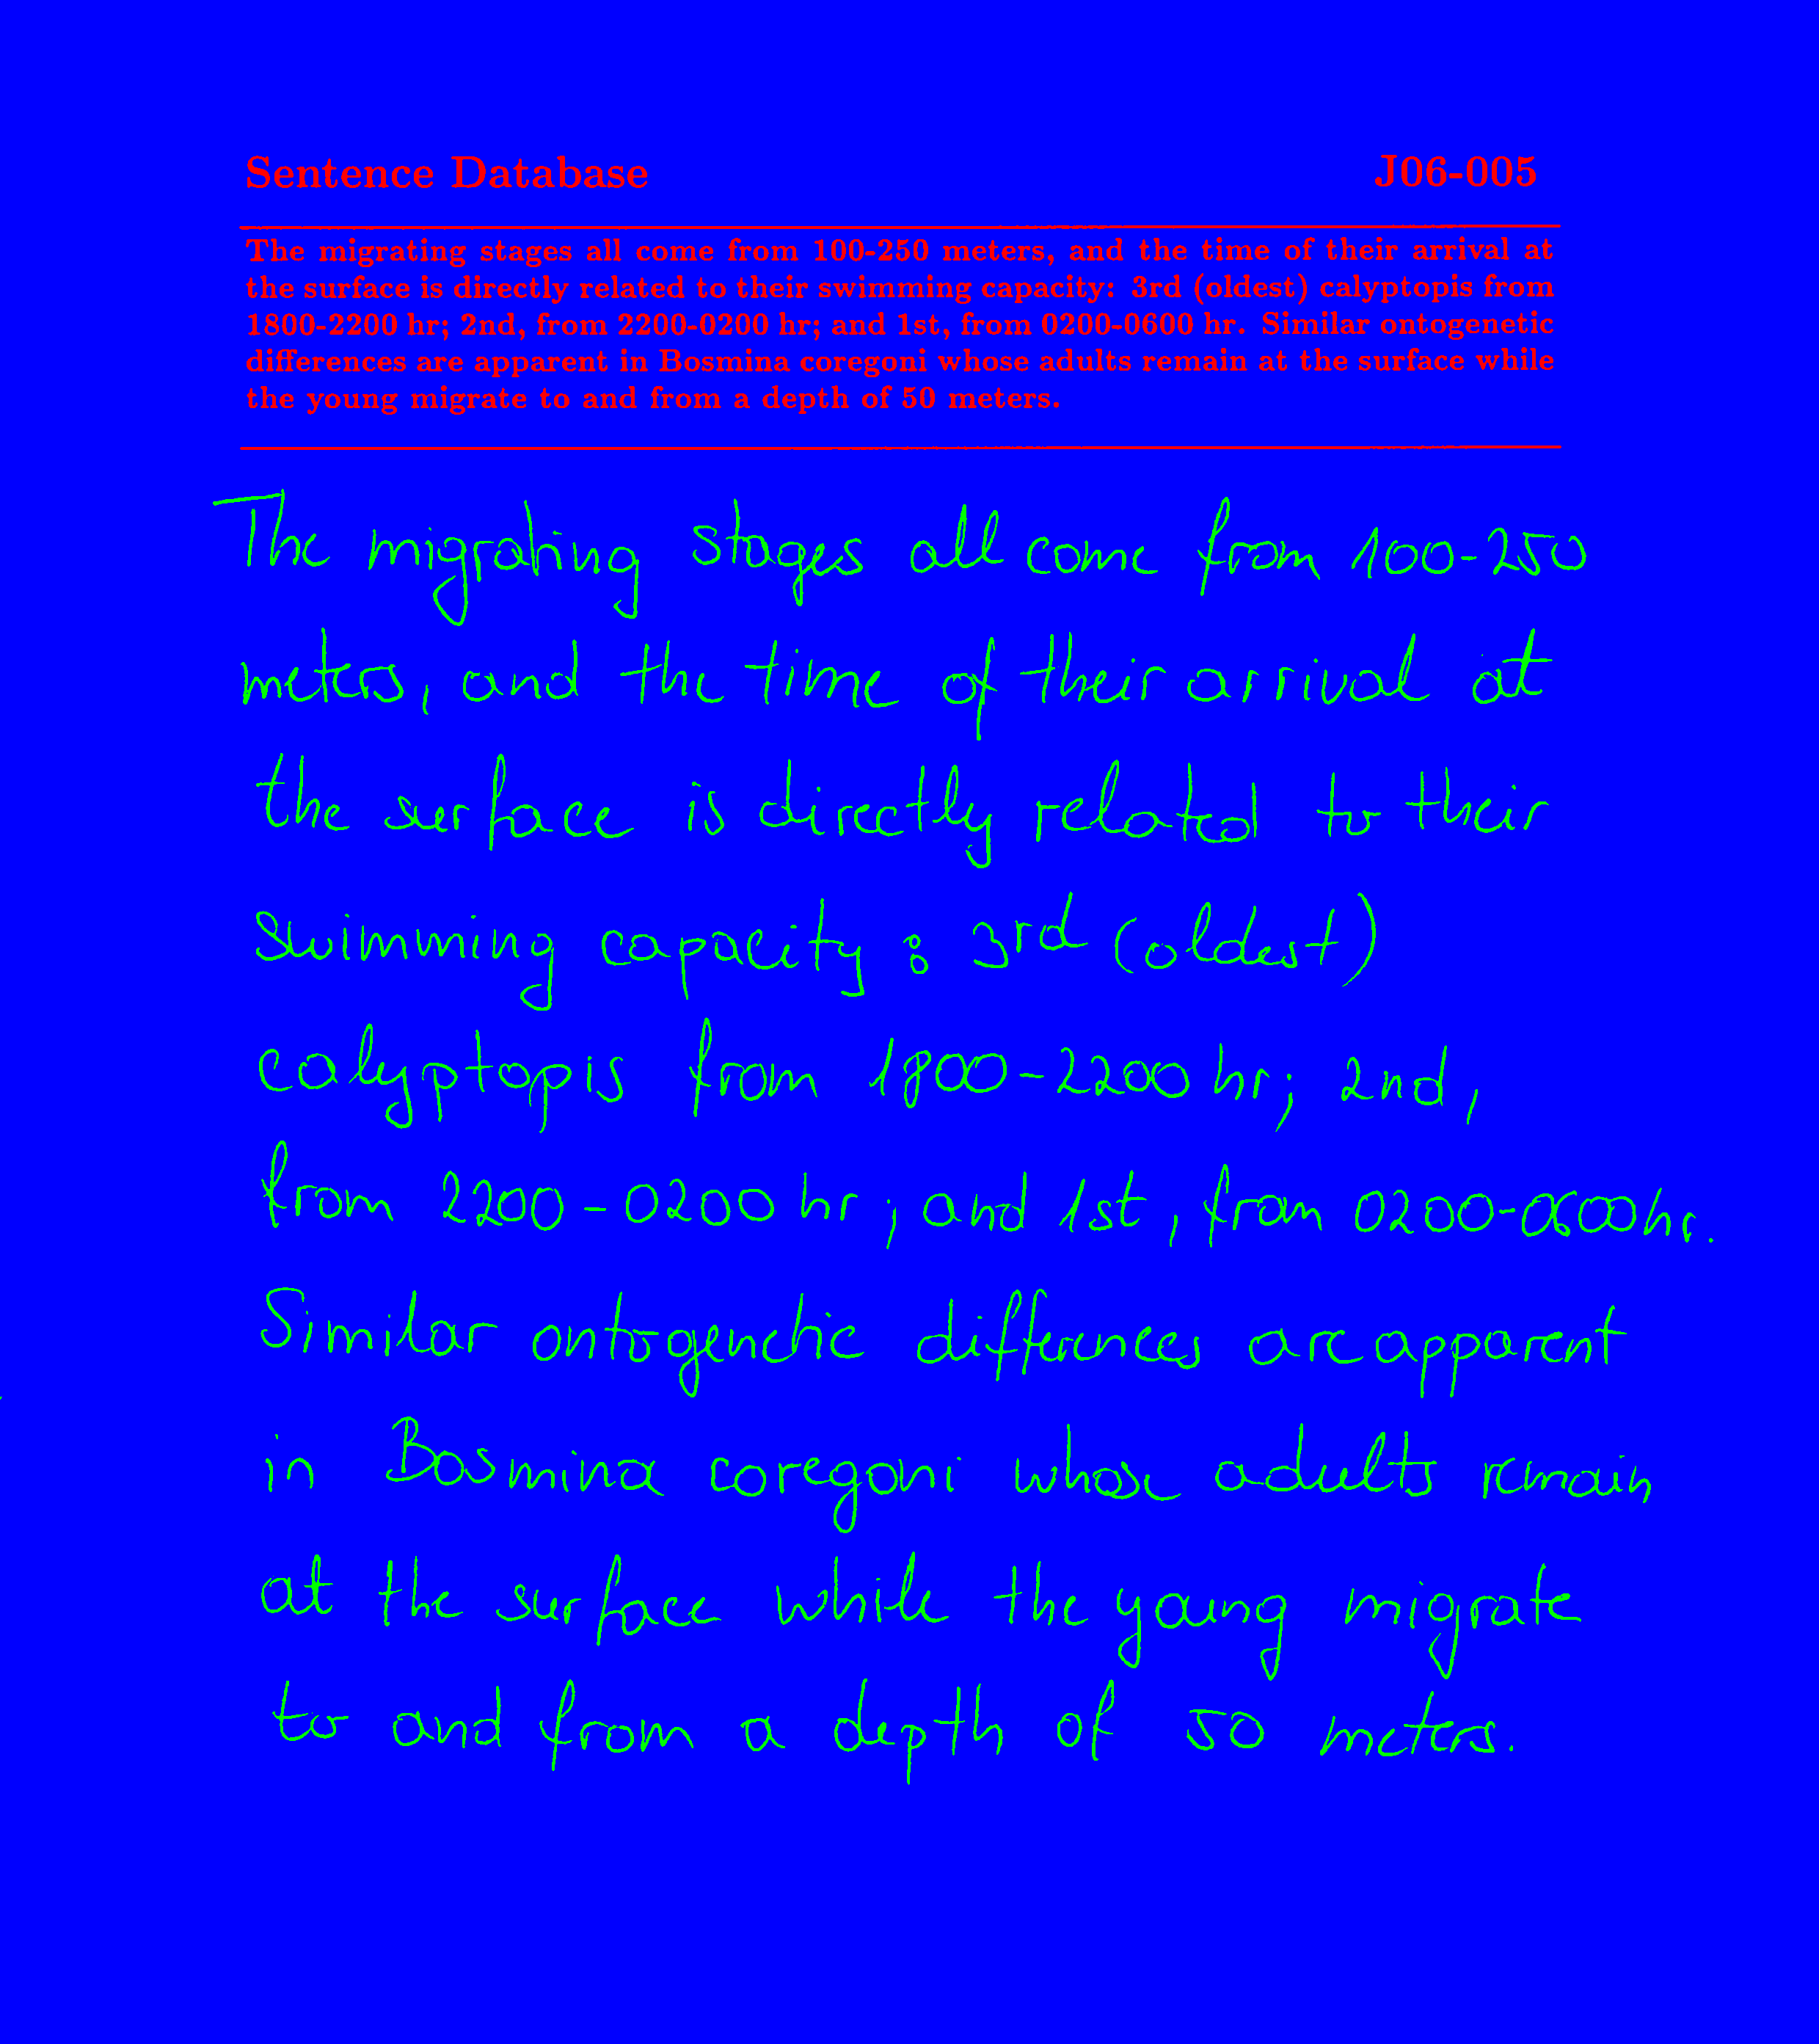 Sentence Database J06-005
The migrating stages all come from 100-250 meters, and the time of their arrival at
the surface is directly related to their swimming capacity: 3rd (oldest) calyptopis from
1800-2200 hr; 2nd, from 2200-0200 hr; and 1st, from 0200-0600 hr. Similar ontogenetic
differences are apparent in Bosmina coregoni whose adults remain at the surface while
the young migrate to and from a depth of 50 meters.
The migrating stages all come from 100-250
meters, and the time of their arrival at
the surface is directly related to their
swimming capacity : 3rd (oldest)
calyptopis from 1800-2200 hr; 2nd,
from 2200-0200 hr; and 1st, from 0200-0600 hr.
Similar ontogenetic differences are apparent
in Bosmina coregoni whose adults remain
at the surface while the young migrate
to and from a depth of 50 meters.